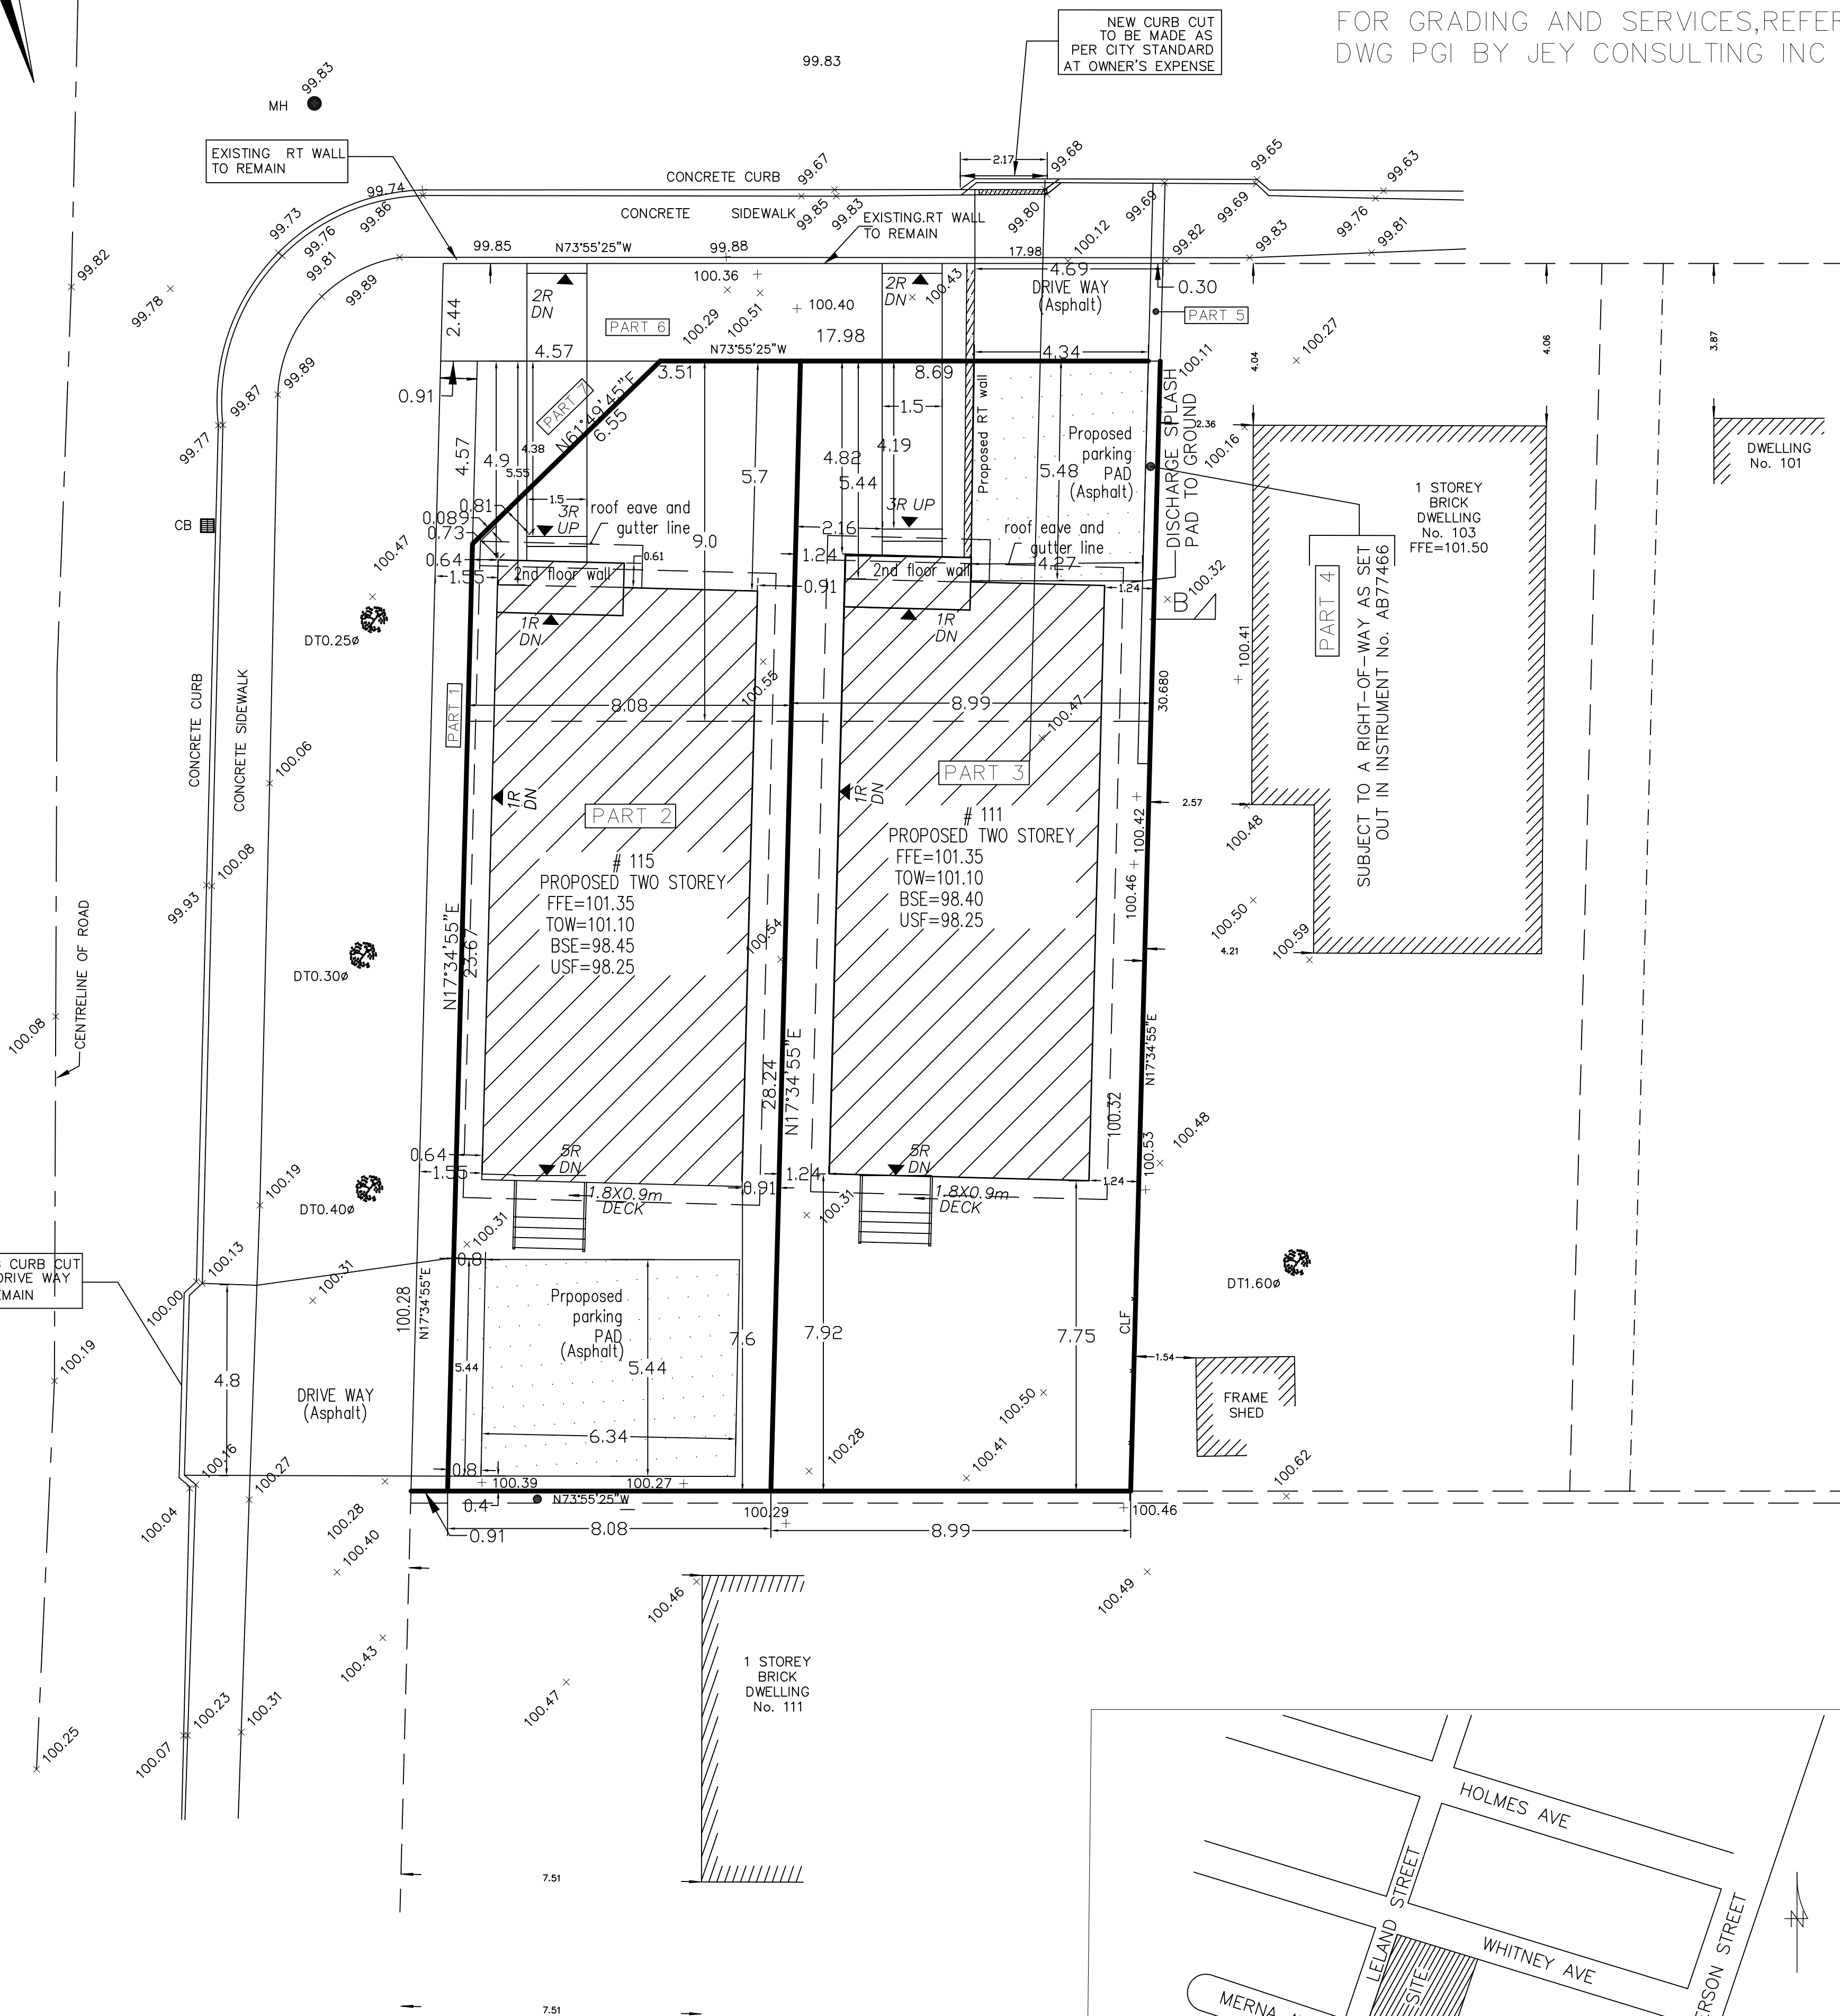 FOR GRADING AND SERVICES,REFER
DWG PGI BY JEY CONSULTING INC
NEW CURB CUT
TO BE MADE AS
PER CITY STANDARD
AT OWNER'S EXPENSE
99.83
99.83
MH
EXISTING RT WALL
TO REMAIN
CONCRETE CURB
99.67
2.17
99.68
99.65
99.63
99.74
99.73
99.86
99.76
99.81
99.89
CONCRETE SIDEWALK
99.85
99.83
EXISTING.RT WALL
TO REMAIN
99.80
100.12
99.69
99.69
99.82
99.83
99.76
99.81
99.85
N73°55'25"W
99.88
17.98
99.82
99.78
2.44
2R
DN
100.36
PART 6
100.29
100.51
100.40
17.98
2R
DN
100.43
4.69
DRIVE WAY
(Asphalt)
0.30
PART 5
100.11
100.27
4.04
4.06
3.87
4.57
N73°55'25"W
3.51
8.69
4.34
0.91
99.89
99.87
99.77
PART 7
N61°49'45"E
6.55
4.57
4.9
5.55
4.38
1.5
5.7
4.82
5.44
4.19
1.5
Proposed RT wall
Proposed
parking
PAD
(Asphalt)
5.48
DISCHARGE SPLASH
PAD TO GROUND
2.36
100.16
DWELLING
No. 101
1 STOREY
BRICK
DWELLING
No. 103
FFE=101.50
CB
100.47
0.81
0.089
0.73
0.64
1.55
3R
UP
roof eave and
gutter line
0.61
9.0
2nd floor wall
2.16
1.24
0.91
3R UP
roof eave and
gutter line
2nd floor wall
4.27
1.24
100.32
B
PART 4
SUBJECT TO A RIGHT-OF-WAY AS SET
OUT IN INSTRUMENT No. AB77466
DT0.25ø
1R
DN
1R
DN
100.41
CONCRETE CURB
CONCRETE SIDEWALK
PART 1
8.08
100.55
8.99
100.47
30.680
100.06
1R
DN
PART 2
# 115
PROPOSED TWO STOREY
FFE=101.35
TOW=101.10
BSE=98.45
USF=98.25
1R
DN
PART 3
# 111
PROPOSED TWO STOREY
FFE=101.35
TOW=101.10
BSE=98.40
USF=98.25
2.57
100.42
100.46
100.48
100.50
100.59
4.21
100.08
99.93
CENTRELINE OF ROAD
100.08
N17°34'55"E
23.67
100.54
DT0.30ø
28.24
N17°34'55"E
N17°34'55"E
100.32
100.53
100.48
0.64
1.55
5R
DN
1.8X0.9m
DECK
0.91
1.24
5R
DN
1.8X0.9m
DECK
1.24
DT0.40ø
100.19
100.31
100.31
CURB CUT
DRIVE WAY
100.13
100.00
100.31
100.28
N17°34'55"E
0.8
Prpoposed
parking
PAD
(Asphalt)
5.44
5.44
7.6
7.92
7.75
CLF
1.54
DT1.60ø
FRAME
SHED
100.19
4.8
DRIVE WAY
(Asphalt)
6.34
0.8
100.50
100.28
100.41
100.62
100.16
100.27
100.04
100.39
100.27
0.4
N73°55'25"W
100.29
100.46
100.28
100.40
0.91
8.08
8.99
100.46
100.49
100.43
100.47
1 STOREY
BRICK
DWELLING
No. 111
100.25
100.07
100.23
100.31
7.51
7.51
HOLMES AVE
LELAND STREET
WHITNEY AVE
ERSON STREET
SITE
MERNA